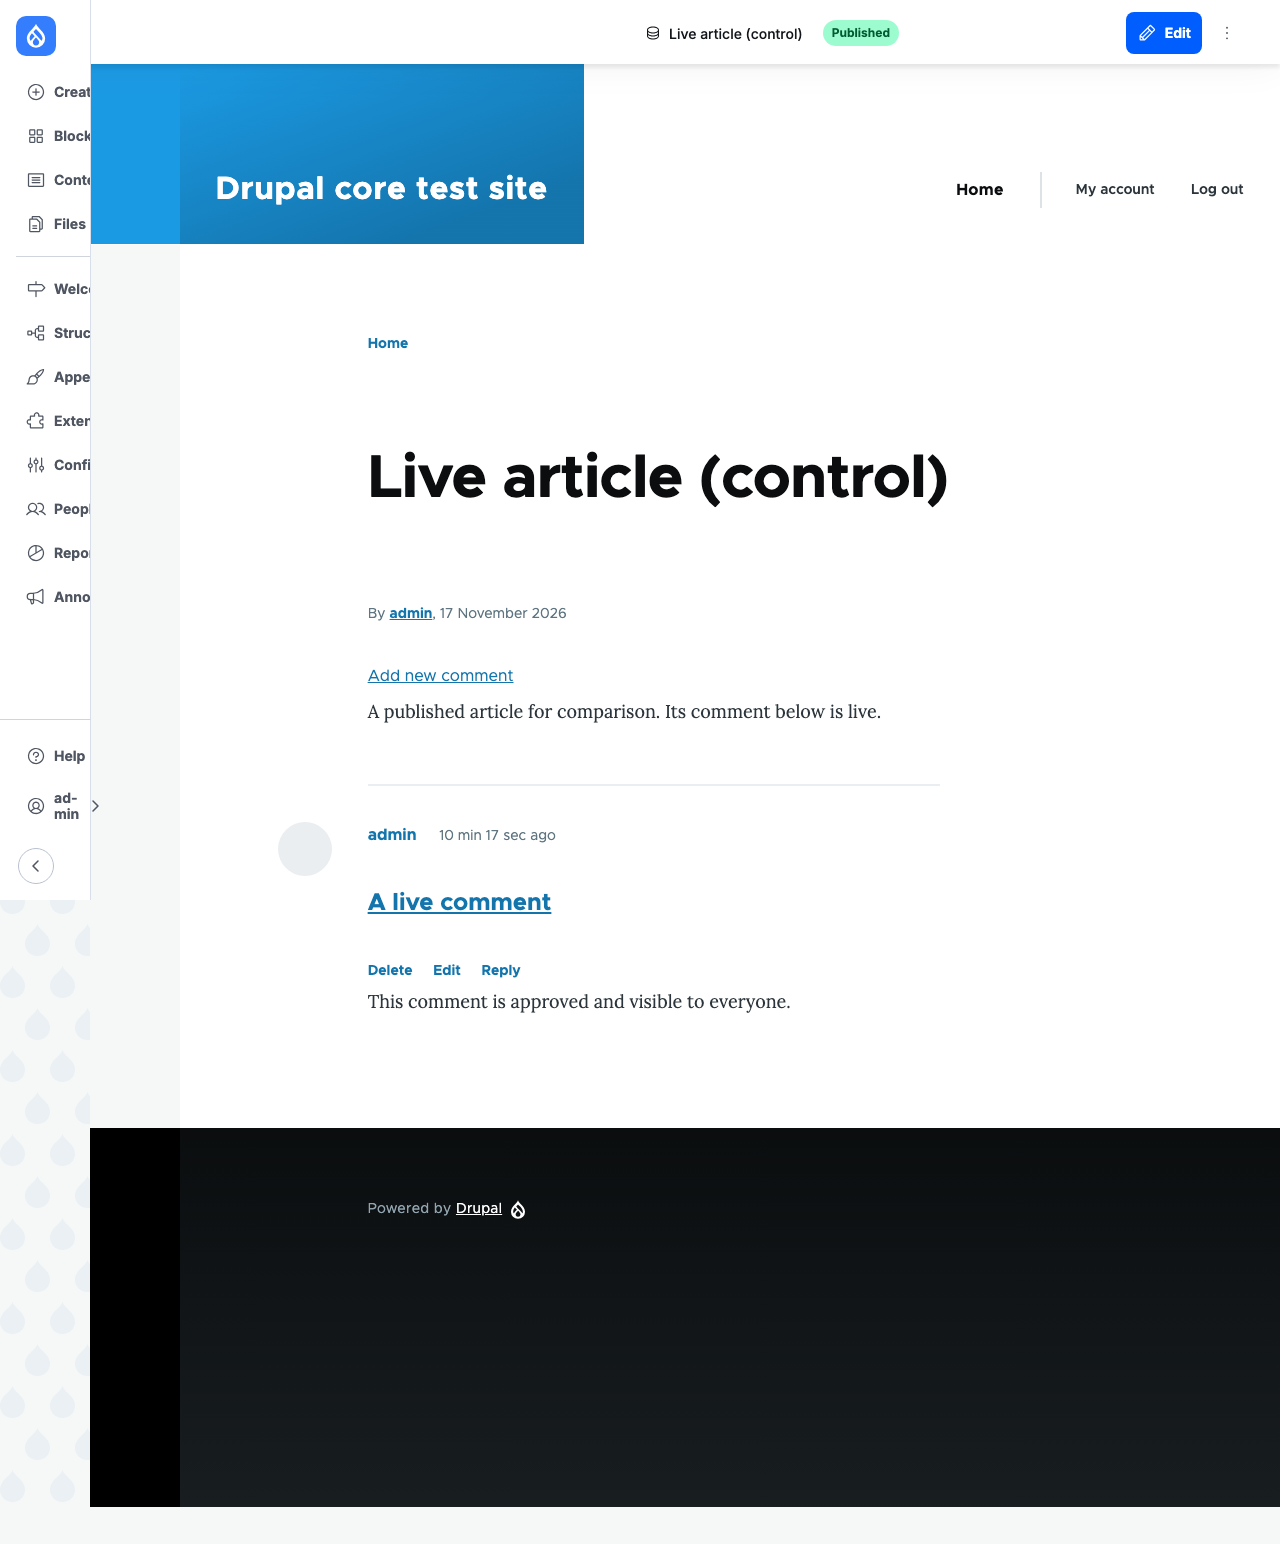 Live article (control)
Published
Edit
Creat
Block
Conte
Files
Welc
Struc
Appe
Exter
Confi
Peopl
Repo
Anno
Help
ad-
min
Drupal core test site
Home
My account
Log out
Home
Live article (control)
By admin, 17 November 2026
Add new comment
A published article for comparison. Its comment below is live.
admin
10 min 17 sec ago
A live comment
Delete
Edit
Reply
This comment is approved and visible to everyone.
Powered by Drupal